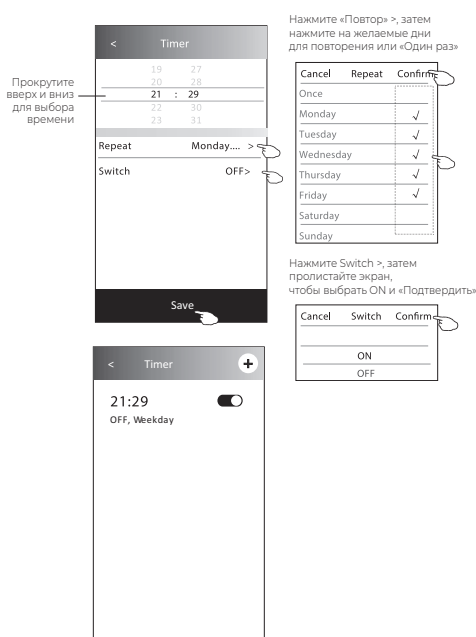 Нажмите «Повтор» >, затем
нажмите на желаемые дни
для повторения или «Один раз»
< Timer
19 27
20 28
21 : 29
22 30
23 31
Прокрутите
вверх и вниз
для выбора
времени
Repeat Monday.... >
Switch OFF>
Save
Cancel Repeat Confirm
Once
Monday √
Tuesday √
Wednesday √
Thursday √
Friday √
Saturday
Sunday
Нажмите Switch >, затем
пролистайте экран,
чтобы выбрать ON и «Подтвердить»
Cancel Switch Confirm
ON
OFF
< Timer +
21:29
OFF, Weekday